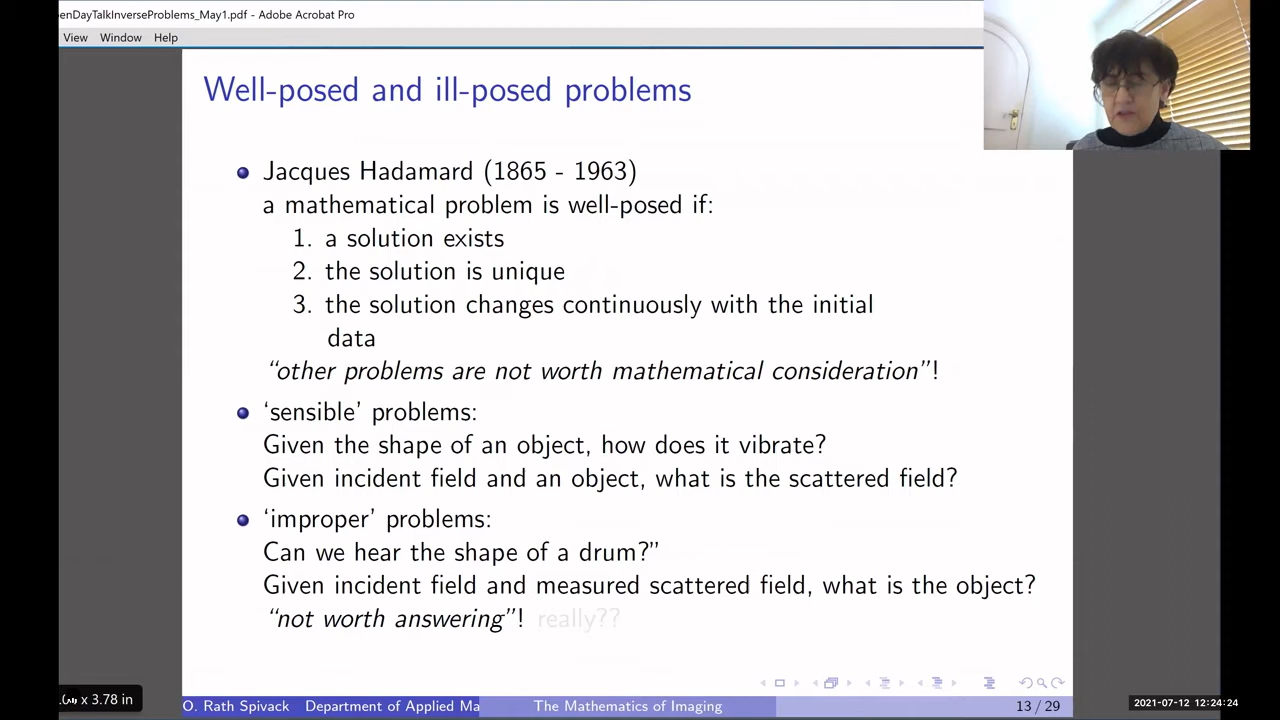 enDayTalkInverseProblems_May1.pdf - Adobe Acrobat Pro
View Window Help
Well-posed and ill-posed problems
Jacques Hadamard (1865 - 1963)
a mathematical problem is well-posed if:
1. a solution exists
2. the solution is unique
3. the solution changes continuously with the initial
data
“other problems are not worth mathematical consideration”!
‘sensible’ problems:
Given the shape of an object, how does it vibrate?
Given incident field and an object, what is the scattered field?
‘improper’ problems:
Can we hear the shape of a drum?”
Given incident field and measured scattered field, what is the object?
“not worth answering”! really??
x 3.78 in
O. Rath Spivack Department of Applied Ma The Mathematics of Imaging 13 / 29
2021-07-12 12:24:24